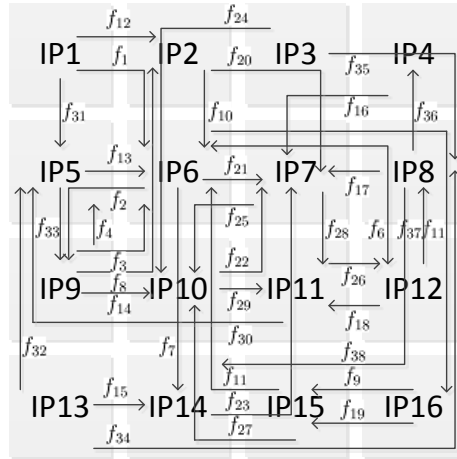 f12 f24
IP1 IP2 IP3 IP4
f1 f20 f35
f31 f10 f16 f36
f13 f21
IP5 IP6 IP7 IP8
f2 f17
f33 f4 f25 f28 f6 f37 f11
f3 f22 f26
IP9 f8 IP10 IP11 IP12
f14 f29 f18
f30
f32 f7 f38
f15 f11 f9
IP13 IP14 f23 IP15 IP16
f34 f27 f19